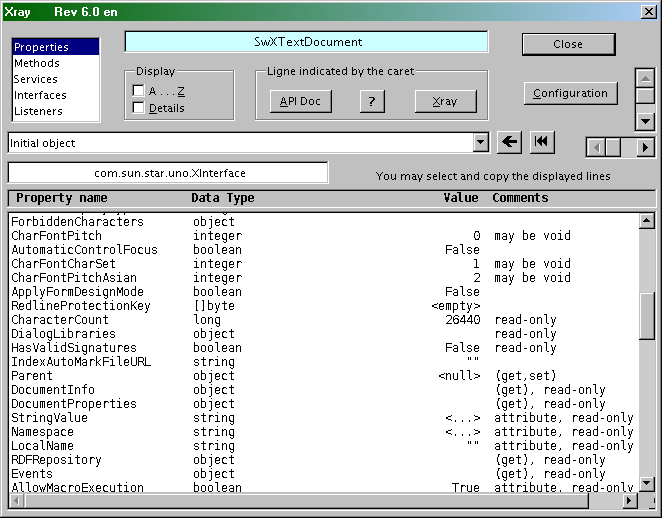 Xray Rev 6.0 en
Properties
Methods
Services
Interfaces
Listeners
SwXTextDocument
Close
Display
A . . . Z
Details
Ligne indicated by the caret
API Doc
?
Xray
Configuration
Initial object
com.sun.star.uno.XInterface
You may select and copy the displayed lines
Property name Data Type Value Comments
ForbiddenCharacters object
CharFontPitch integer 0 may be void
AutomaticControlFocus boolean False
CharFontCharSet integer 1 may be void
CharFontPitchAsian integer 2 may be void
ApplyFormDesignMode boolean False
RedlineProtectionKey []byte <empty>
CharacterCount long 26440 read-only
DialogLibraries object read-only
HasValidSignatures boolean False read-only
IndexAutoMarkFileURL string ""
Parent object <null> (get,set)
DocumentInfo object (get), read-only
DocumentProperties object (get), read-only
StringValue string <...> attribute, read-only
Namespace string <...> attribute, read-only
LocalName string "" attribute, read-only
RDFRepository object (get), read-only
Events object (get), read-only
AllowMacroExecution boolean True attribute, read-only